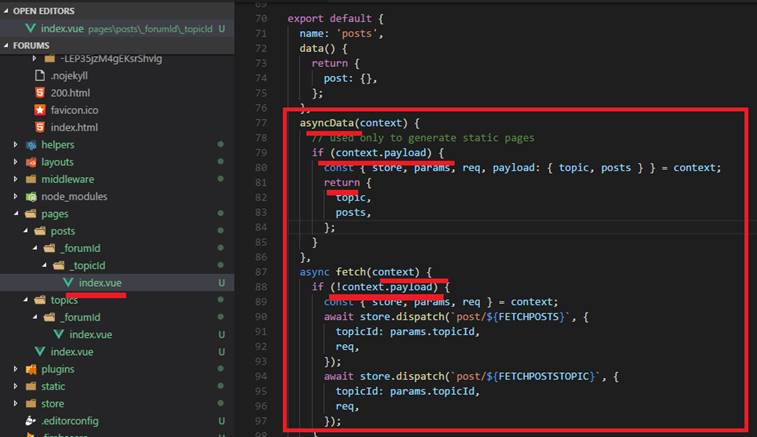 OPEN EDITORS
index.vue pages\posts\_forumId\_topicId U
FORUMS
-LEP35jzM4gEKsrShvIg
.nojekyll
200.html
favicon.ico
index.html
helpers
layouts
middleware
node_modules
pages
posts
_forumId
_topicId
index.vue U
topics
_forumId
index.vue U
index.vue U
plugins
static
store
.editorconfig
70 export default {
71 name: 'posts',
72 data() {
73 return {
74 post: {},
75 };
76 },
77 asyncData(context) {
78 // used only to generate static pages
79 if (context.payload) {
80 const { store, params, req, payload: { topic, posts } } = context;
81 return {
82 topic,
83 posts,
84 };
85 }
86 },
87 async fetch(context) {
88 if (!context.payload) {
89 const { store, params, req } = context;
90 await store.dispatch(`post/${FETCHPOSTS}`, {
91 topicId: params.topicId,
92 req,
93 });
94 await store.dispatch(`post/${FETCHPOSTSTOPIC}`, {
95 topicId: params.topicId,
96 req,
97 });
98 }